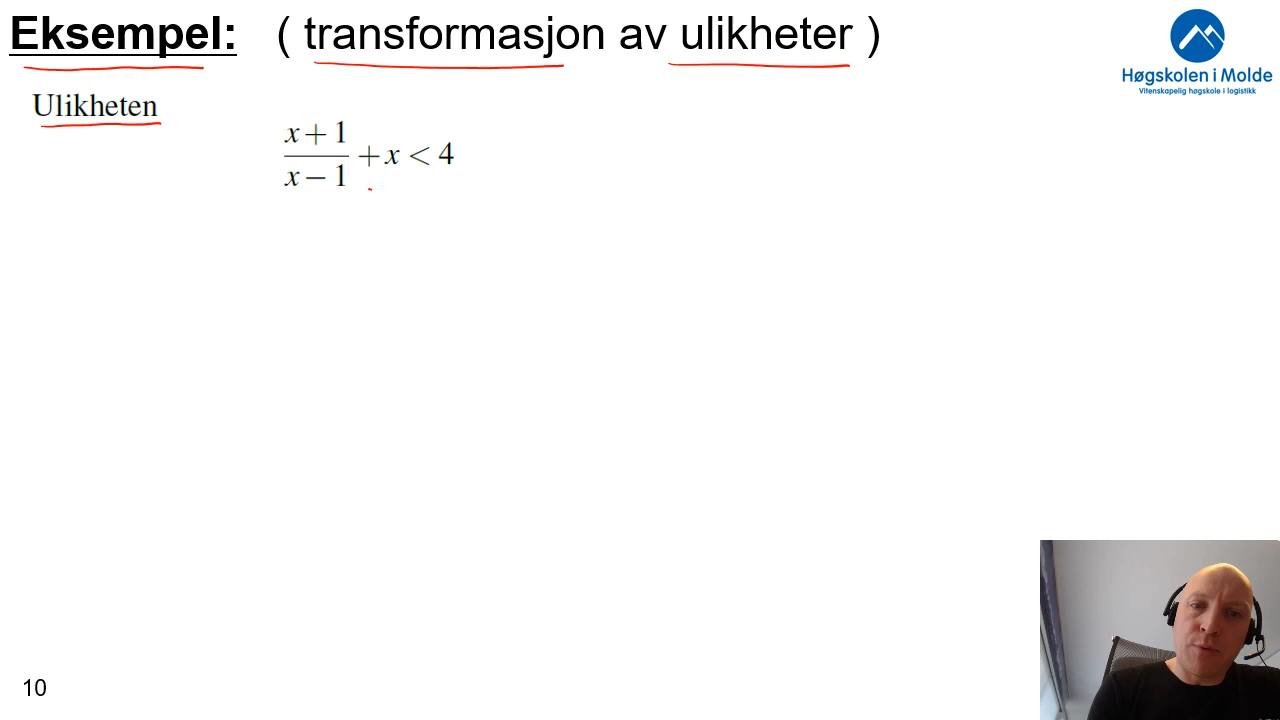 Eksempel: ( transformasjon av ulikheter )
Høgskolen i Molde
Vitenskapelig høgskole i logistikk
Ulikheten
x + 1
x − 1
+ x < 4
10